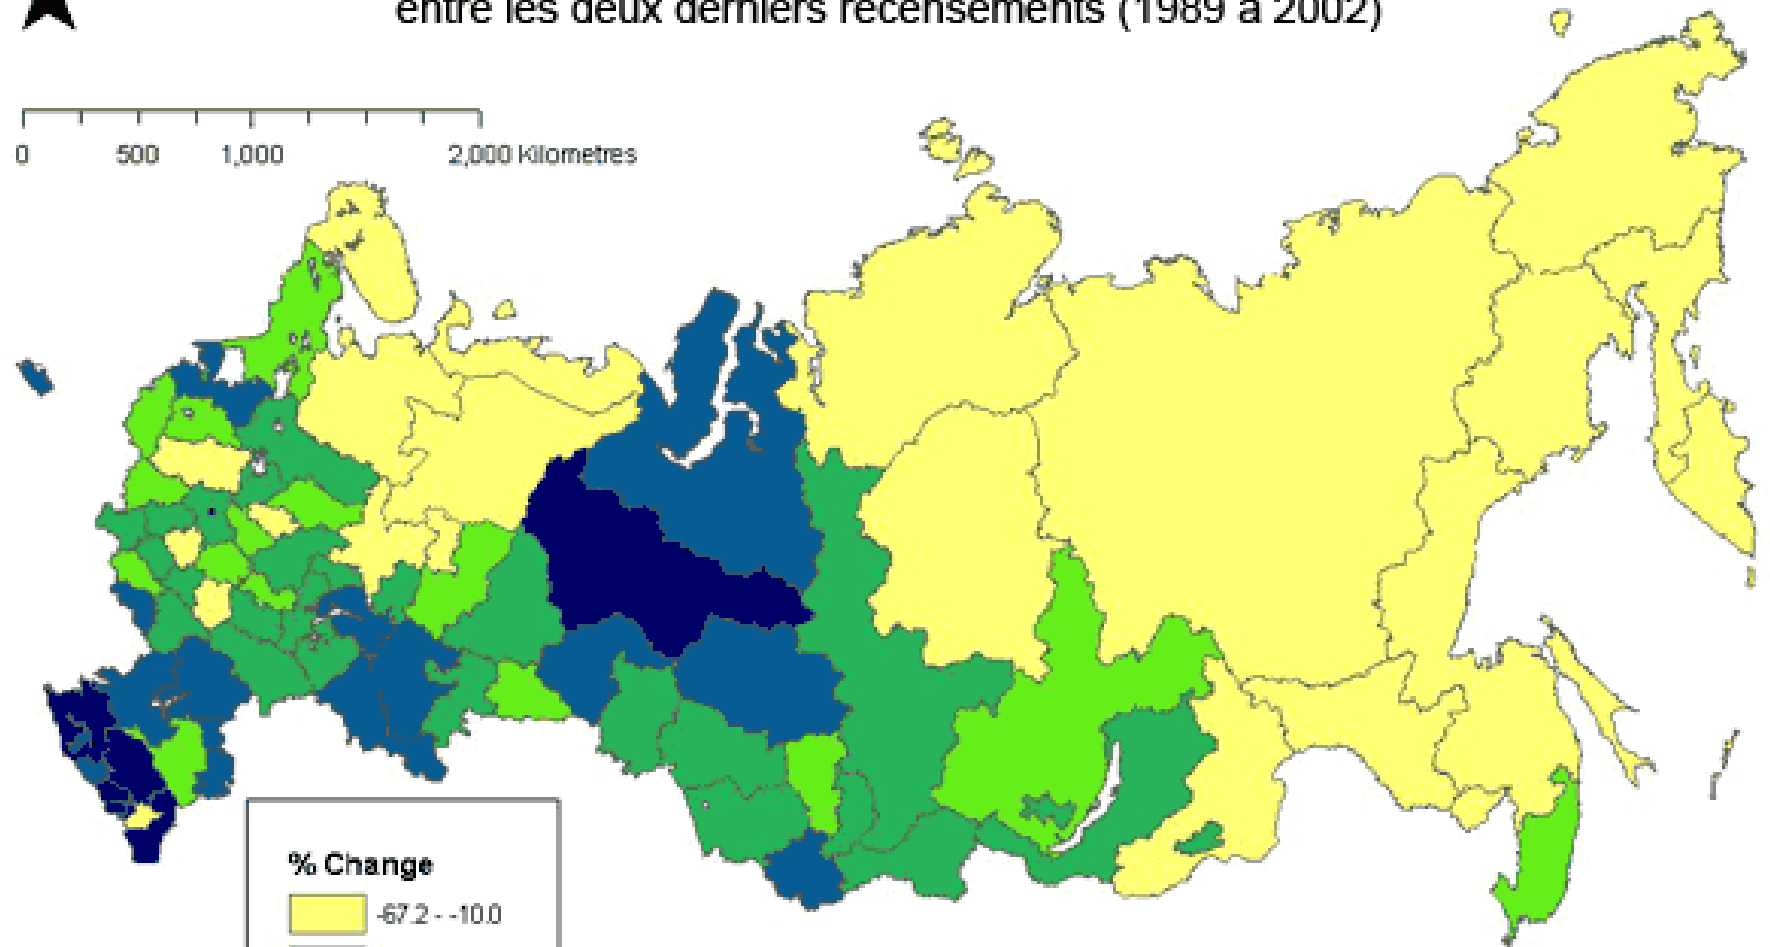 entre les deux derniers recensements (1989 à 2002)
0 500 1,000 2,000 Kilometres
% Change
-67.2 - -10.0